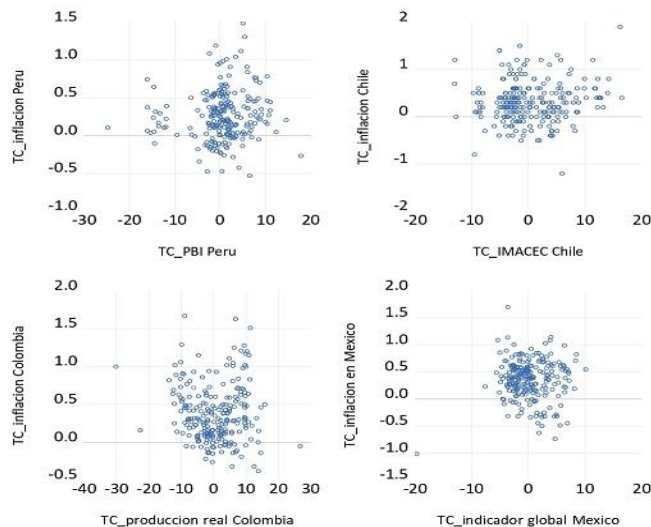 1.5
1.0
0.5
0.0
-0.5
-1.0
TC_inflacion Peru
-30 -20 -10 0 10 20
TC_PBI Peru
2
1
0
-1
-2
TC_inflacion Chile
-20 -10 0 10 20
TC_IMACEC Chile
2.0
1.5
1.0
0.5
0.0
-0.5
TC_inflacion Colombia
-40 -30 -20 -10 0 10 20 30
TC_produccion real Colombia
2.0
1.5
1.0
0.5
0.0
-0.5
-1.0
-1.5
TC_inflacion en Mexico
-20 -10 0 10 20
TC_indicador global Mexico